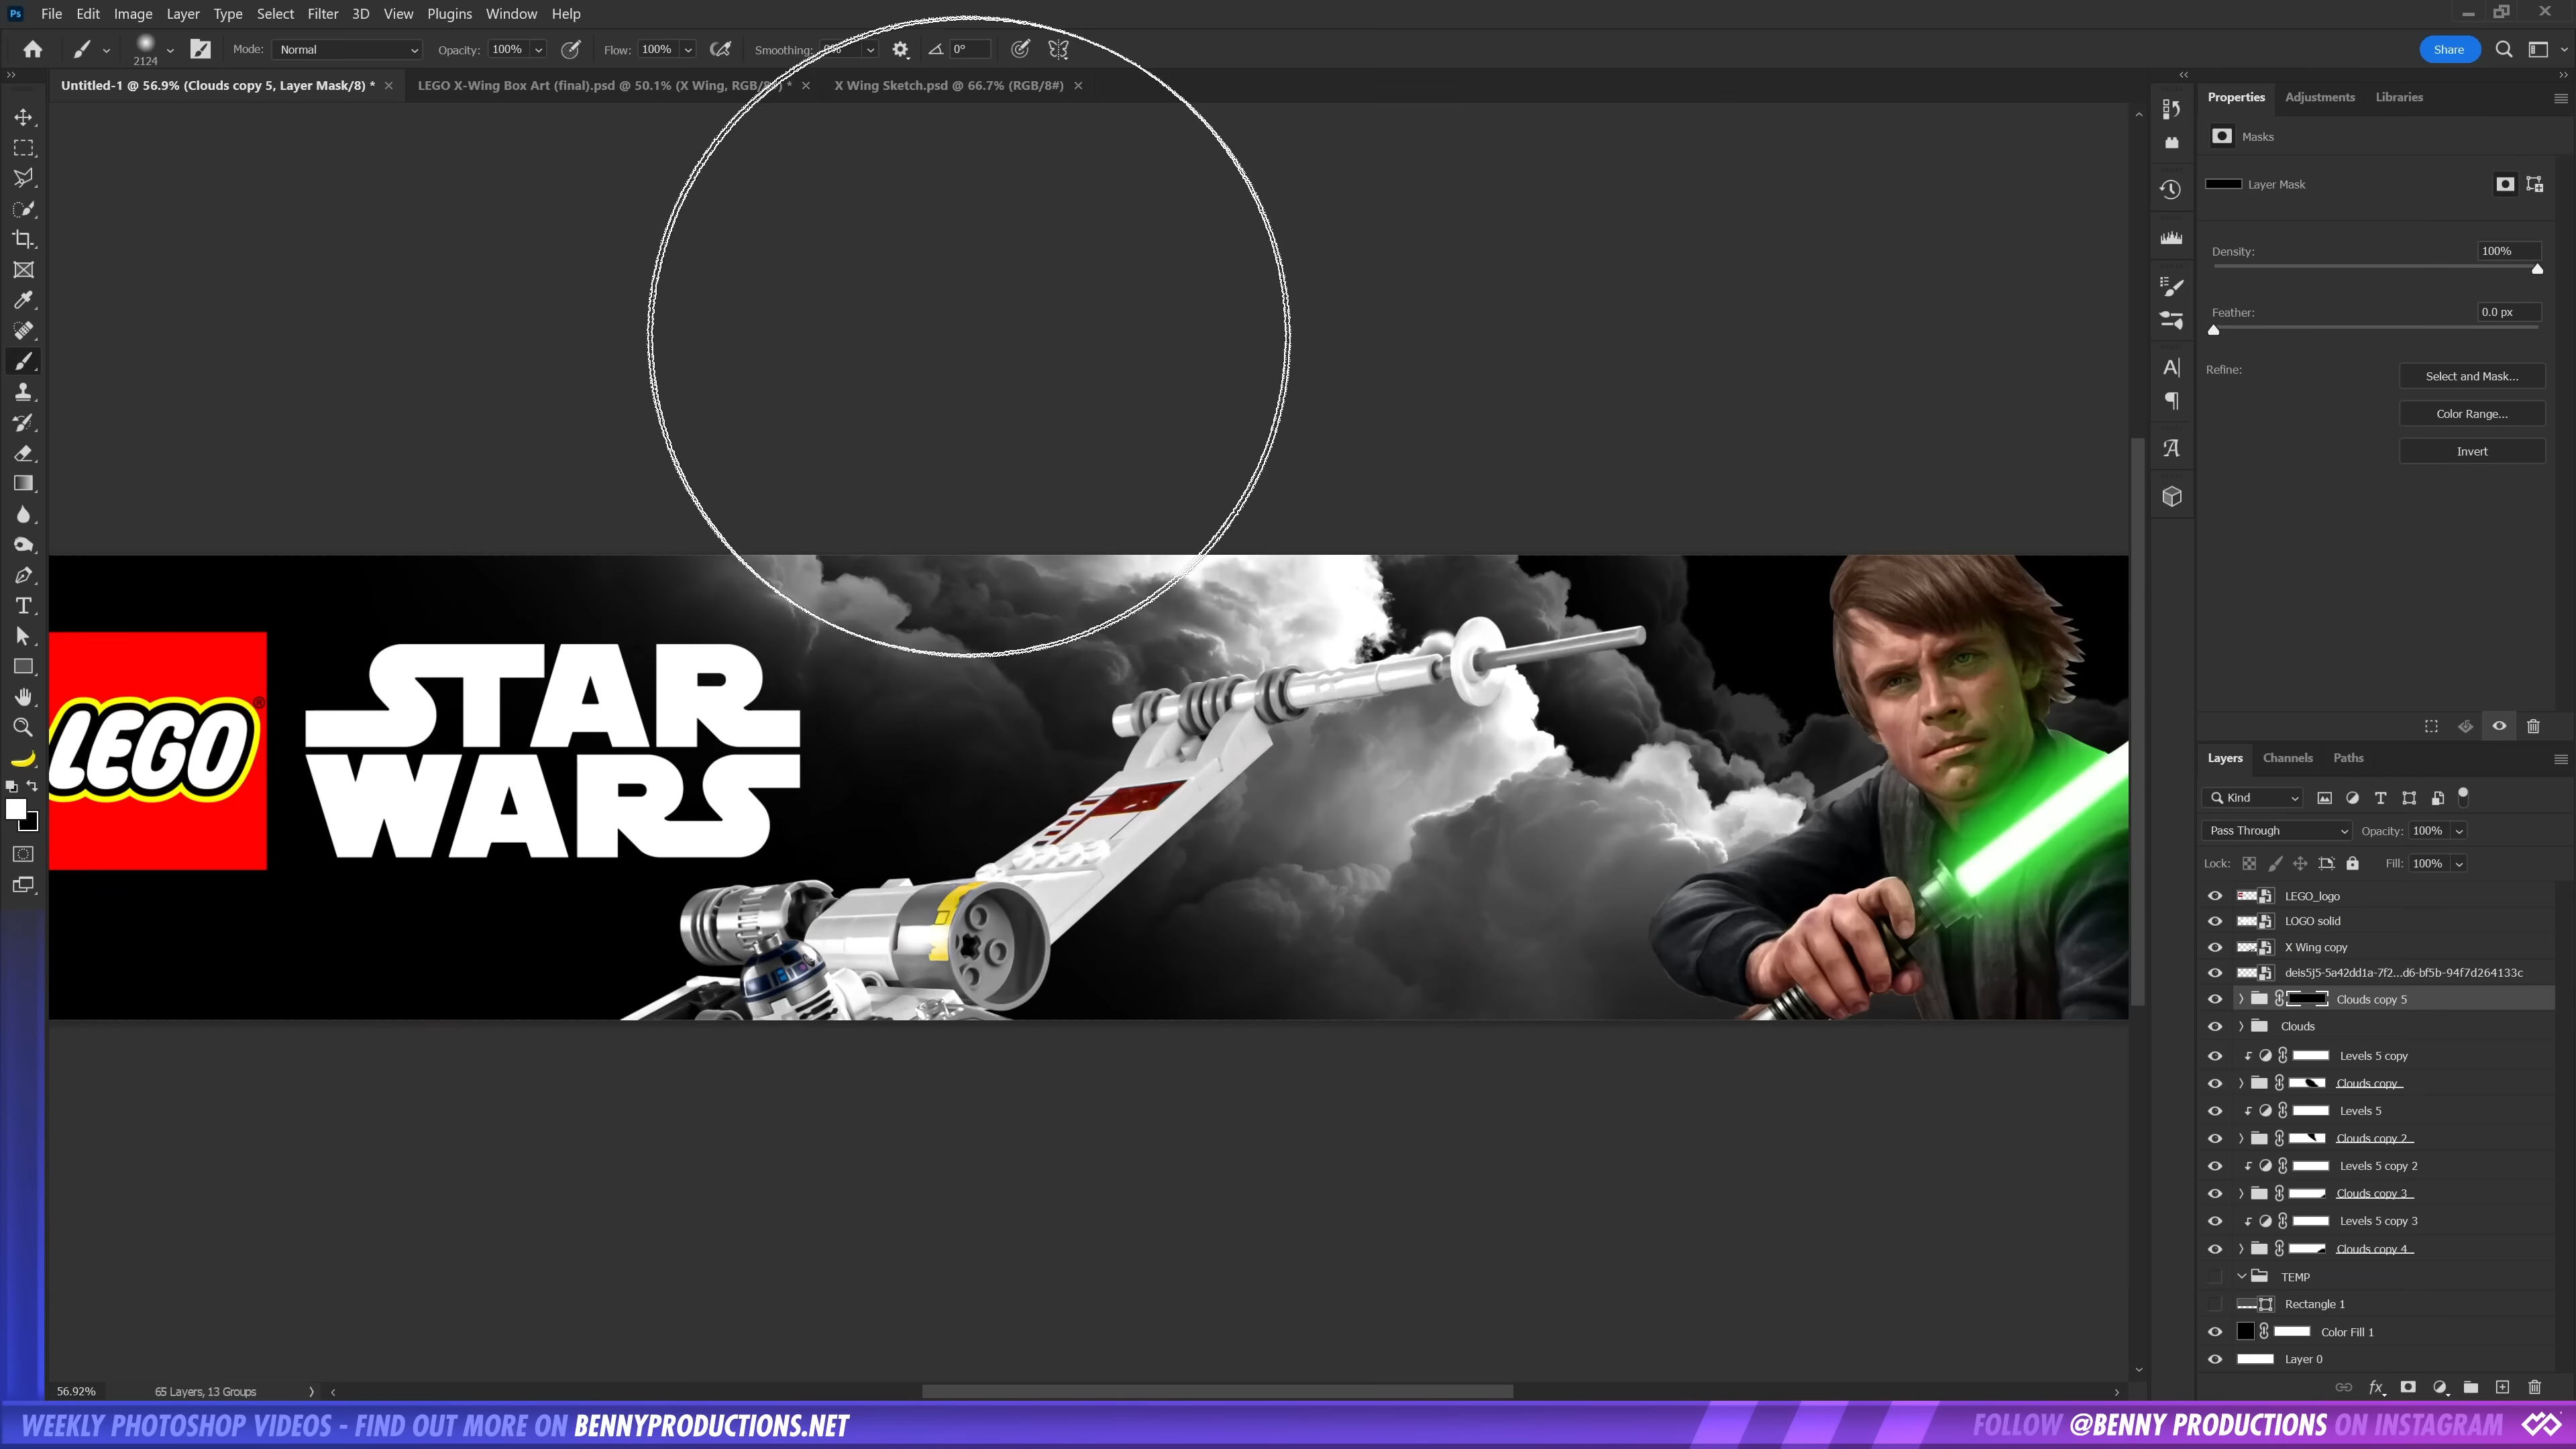 Ps File Edit Image Layer Type Select Filter 3D View Plugins Window Help
2124 Mode: Normal Opacity: 100% Flow: 100% Smoothing: 0° Share
Untitled-1 @ 56.9% (Clouds copy 5, Layer Mask/8) * LEGO X-Wing Box Art (final).psd @ 50.1% (X Wing, RGB/8#) * X Wing Sketch.psd @ 66.7% (RGB/8#)
Properties Adjustments Libraries
Masks
Layer Mask
Density: 100%
Feather: 0.0 px
Refine: Select and Mask...
Color Range...
Invert
LEGO®
STAR
WARS
Layers Channels Paths
Kind
Pass Through Opacity: 100%
Lock: Fill: 100%
LEGO_logo
LOGO solid
X Wing copy
deis5j5-5a42dd1a-7f2...d6-bf5b-94f7d264133c
Clouds copy 5
Clouds
Levels 5 copy
Clouds copy
Levels 5
Clouds copy 2
Levels 5 copy 2
Clouds copy 3
Levels 5 copy 3
Clouds copy 4
TEMP
Rectangle 1
Color Fill 1
Layer 0
56.92% 65 Layers, 13 Groups
WEEKLY PHOTOSHOP VIDEOS - FIND OUT MORE ON BENNYPRODUCTIONS.NET
FOLLOW @BENNY PRODUCTIONS ON INSTAGRAM